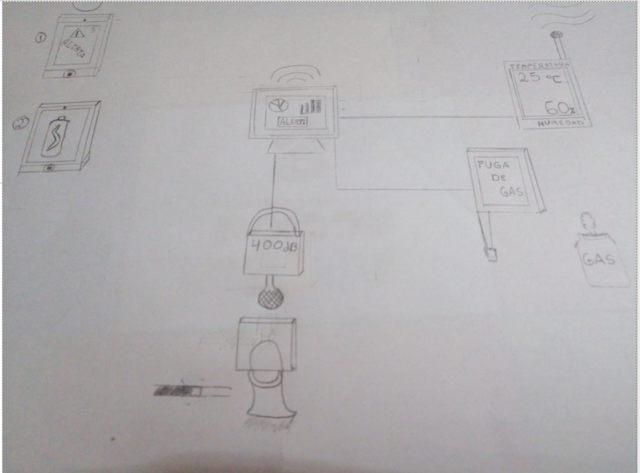 ①
ALERTA
②
[ALERTA]
TEMPERATURA
25 °C
60%
HUMEDAD
FUGA
DE
GAS
GAS
400dB